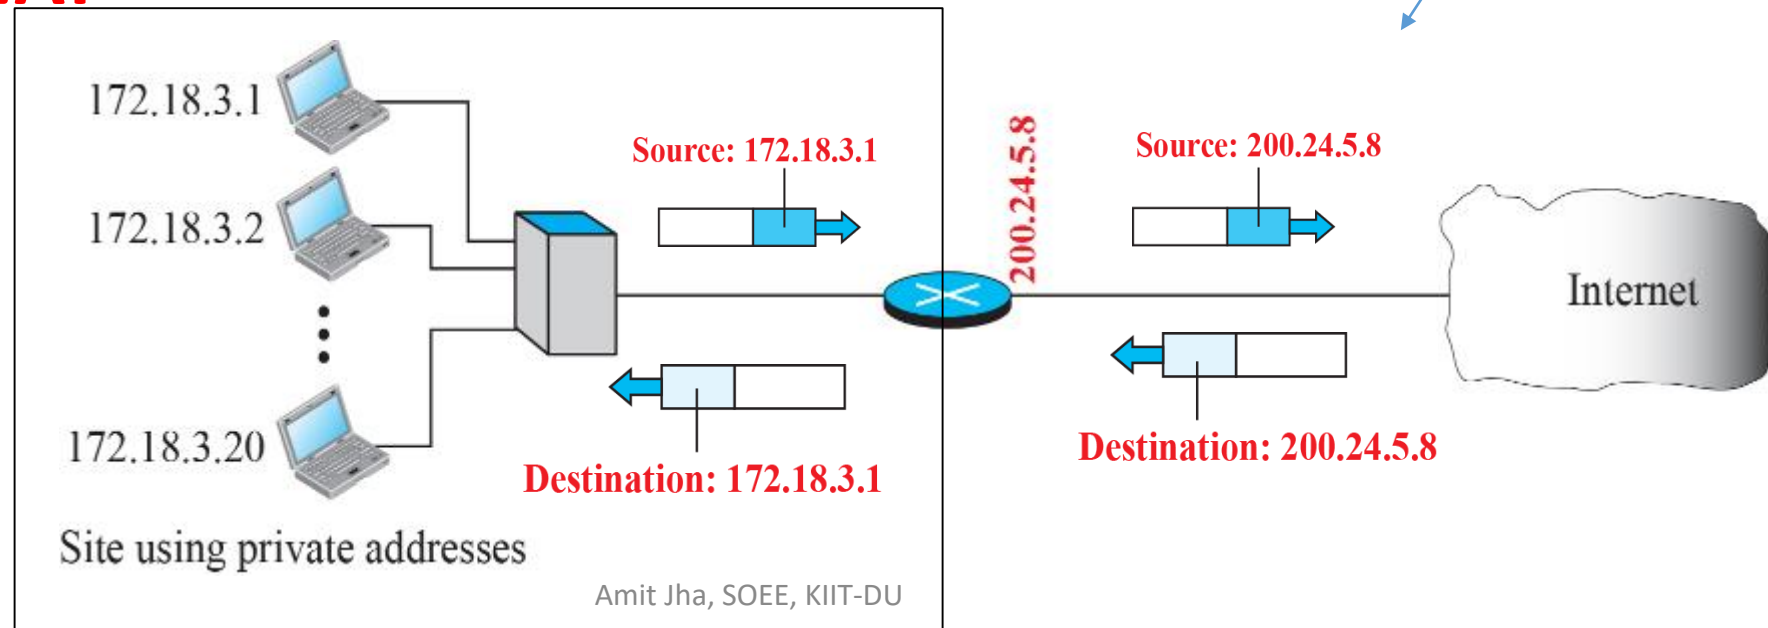 172.18.3.1
Source: 172.18.3.1
200.24.5.8
Source: 200.24.5.8
172.18.3.2
Internet
172.18.3.20
Destination: 172.18.3.1
Destination: 200.24.5.8
Site using private addresses
Amit Jha, SOEE, KIIT-DU